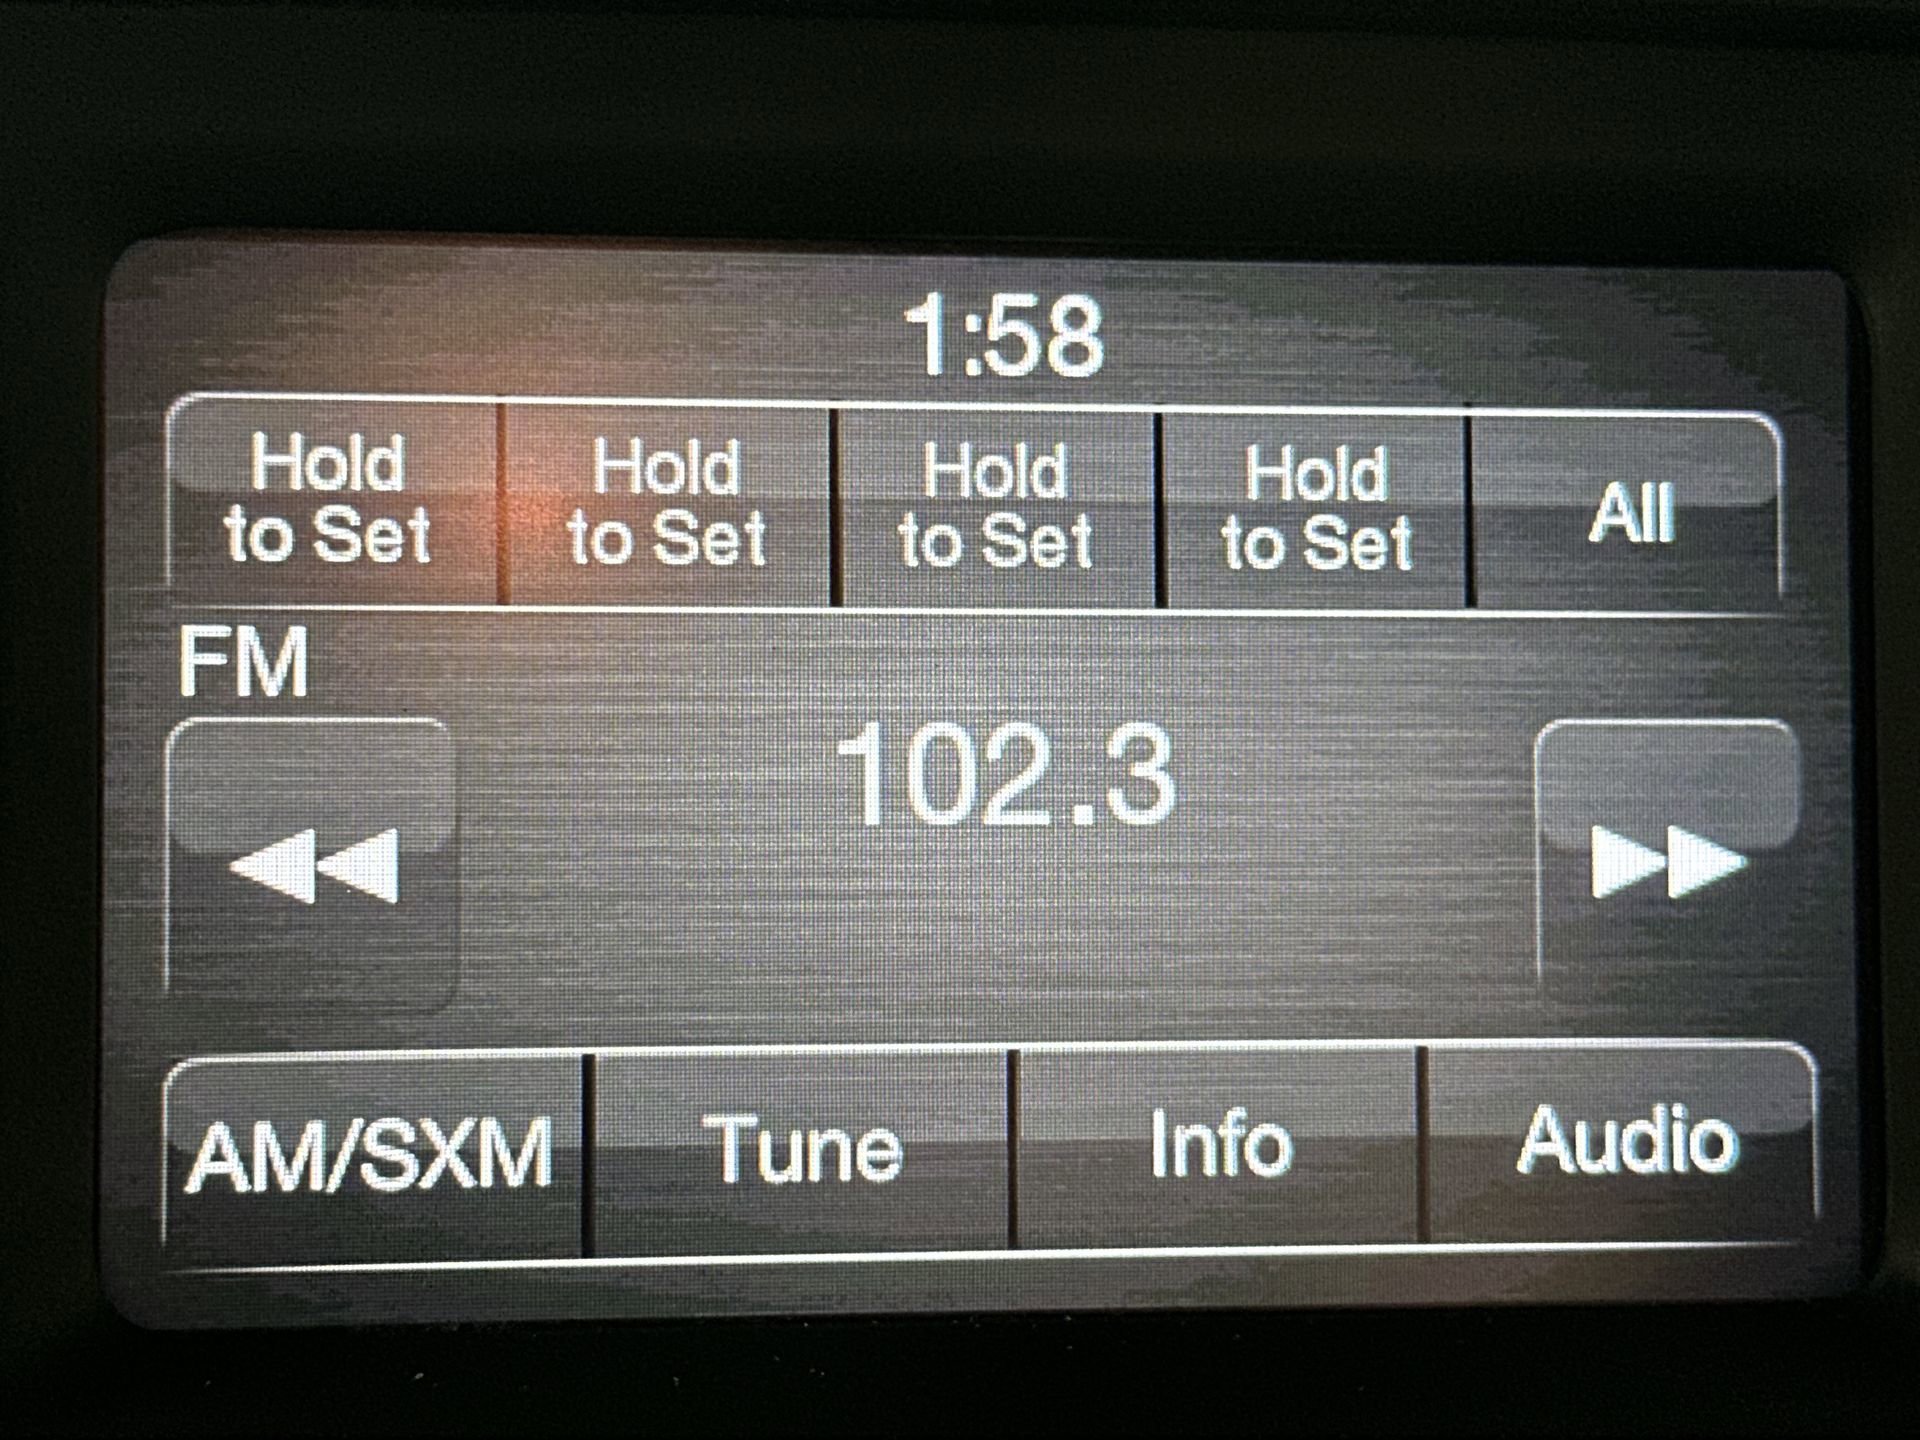 1:58
Hold
to Set
Hold
to Set
Hold
to Set
Hold
to Set
All
FM
102.3
AM/SXM
Tune
Info
Audio